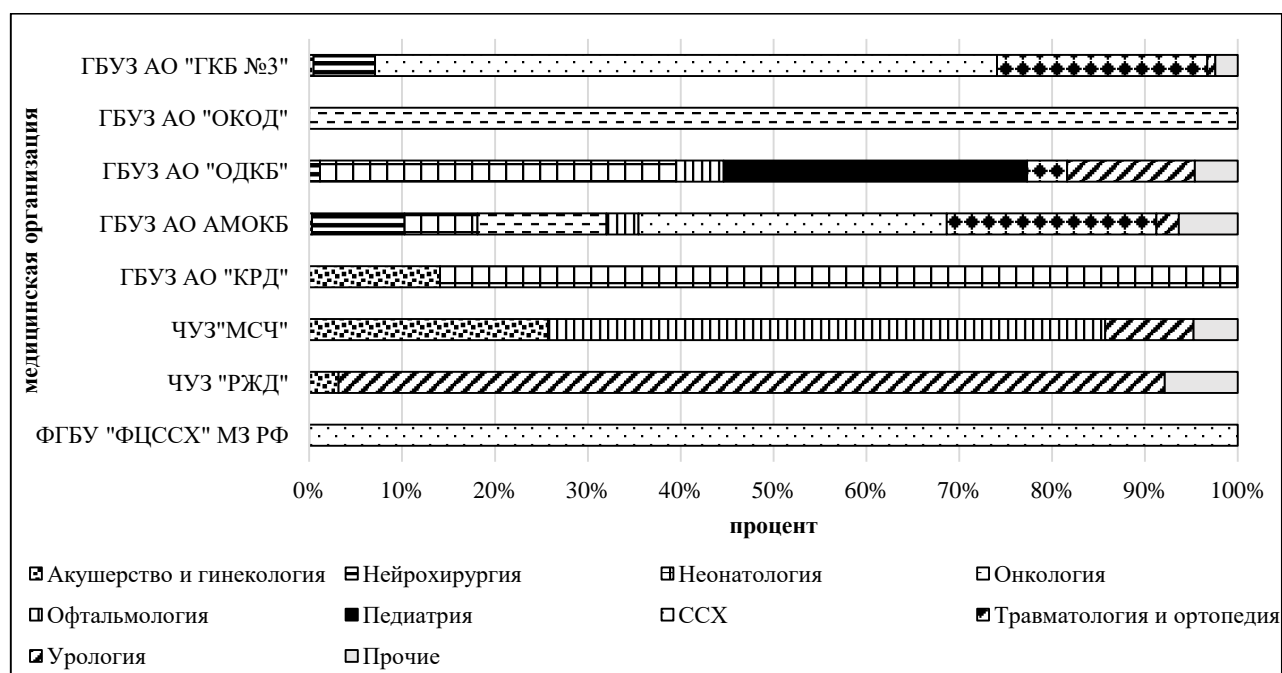 медицинская организация
ГБУЗ АО "ГКБ №3"
ГБУЗ АО "ОКОД"
ГБУЗ АО "ОДКБ"
ГБУЗ АО АМОКБ
ГБУЗ АО "КРД"
ЧУЗ"МСЧ"
ЧУЗ "РЖД"
ФГБУ "ФЦССХ" МЗ РФ
0% 10% 20% 30% 40% 50% 60% 70% 80% 90% 100%
процент
Акушерство и гинекология Нейрохирургия Неонатология Онкология
Офтальмология Педиатрия ССХ Травматология и ортопедия
Урология Прочие